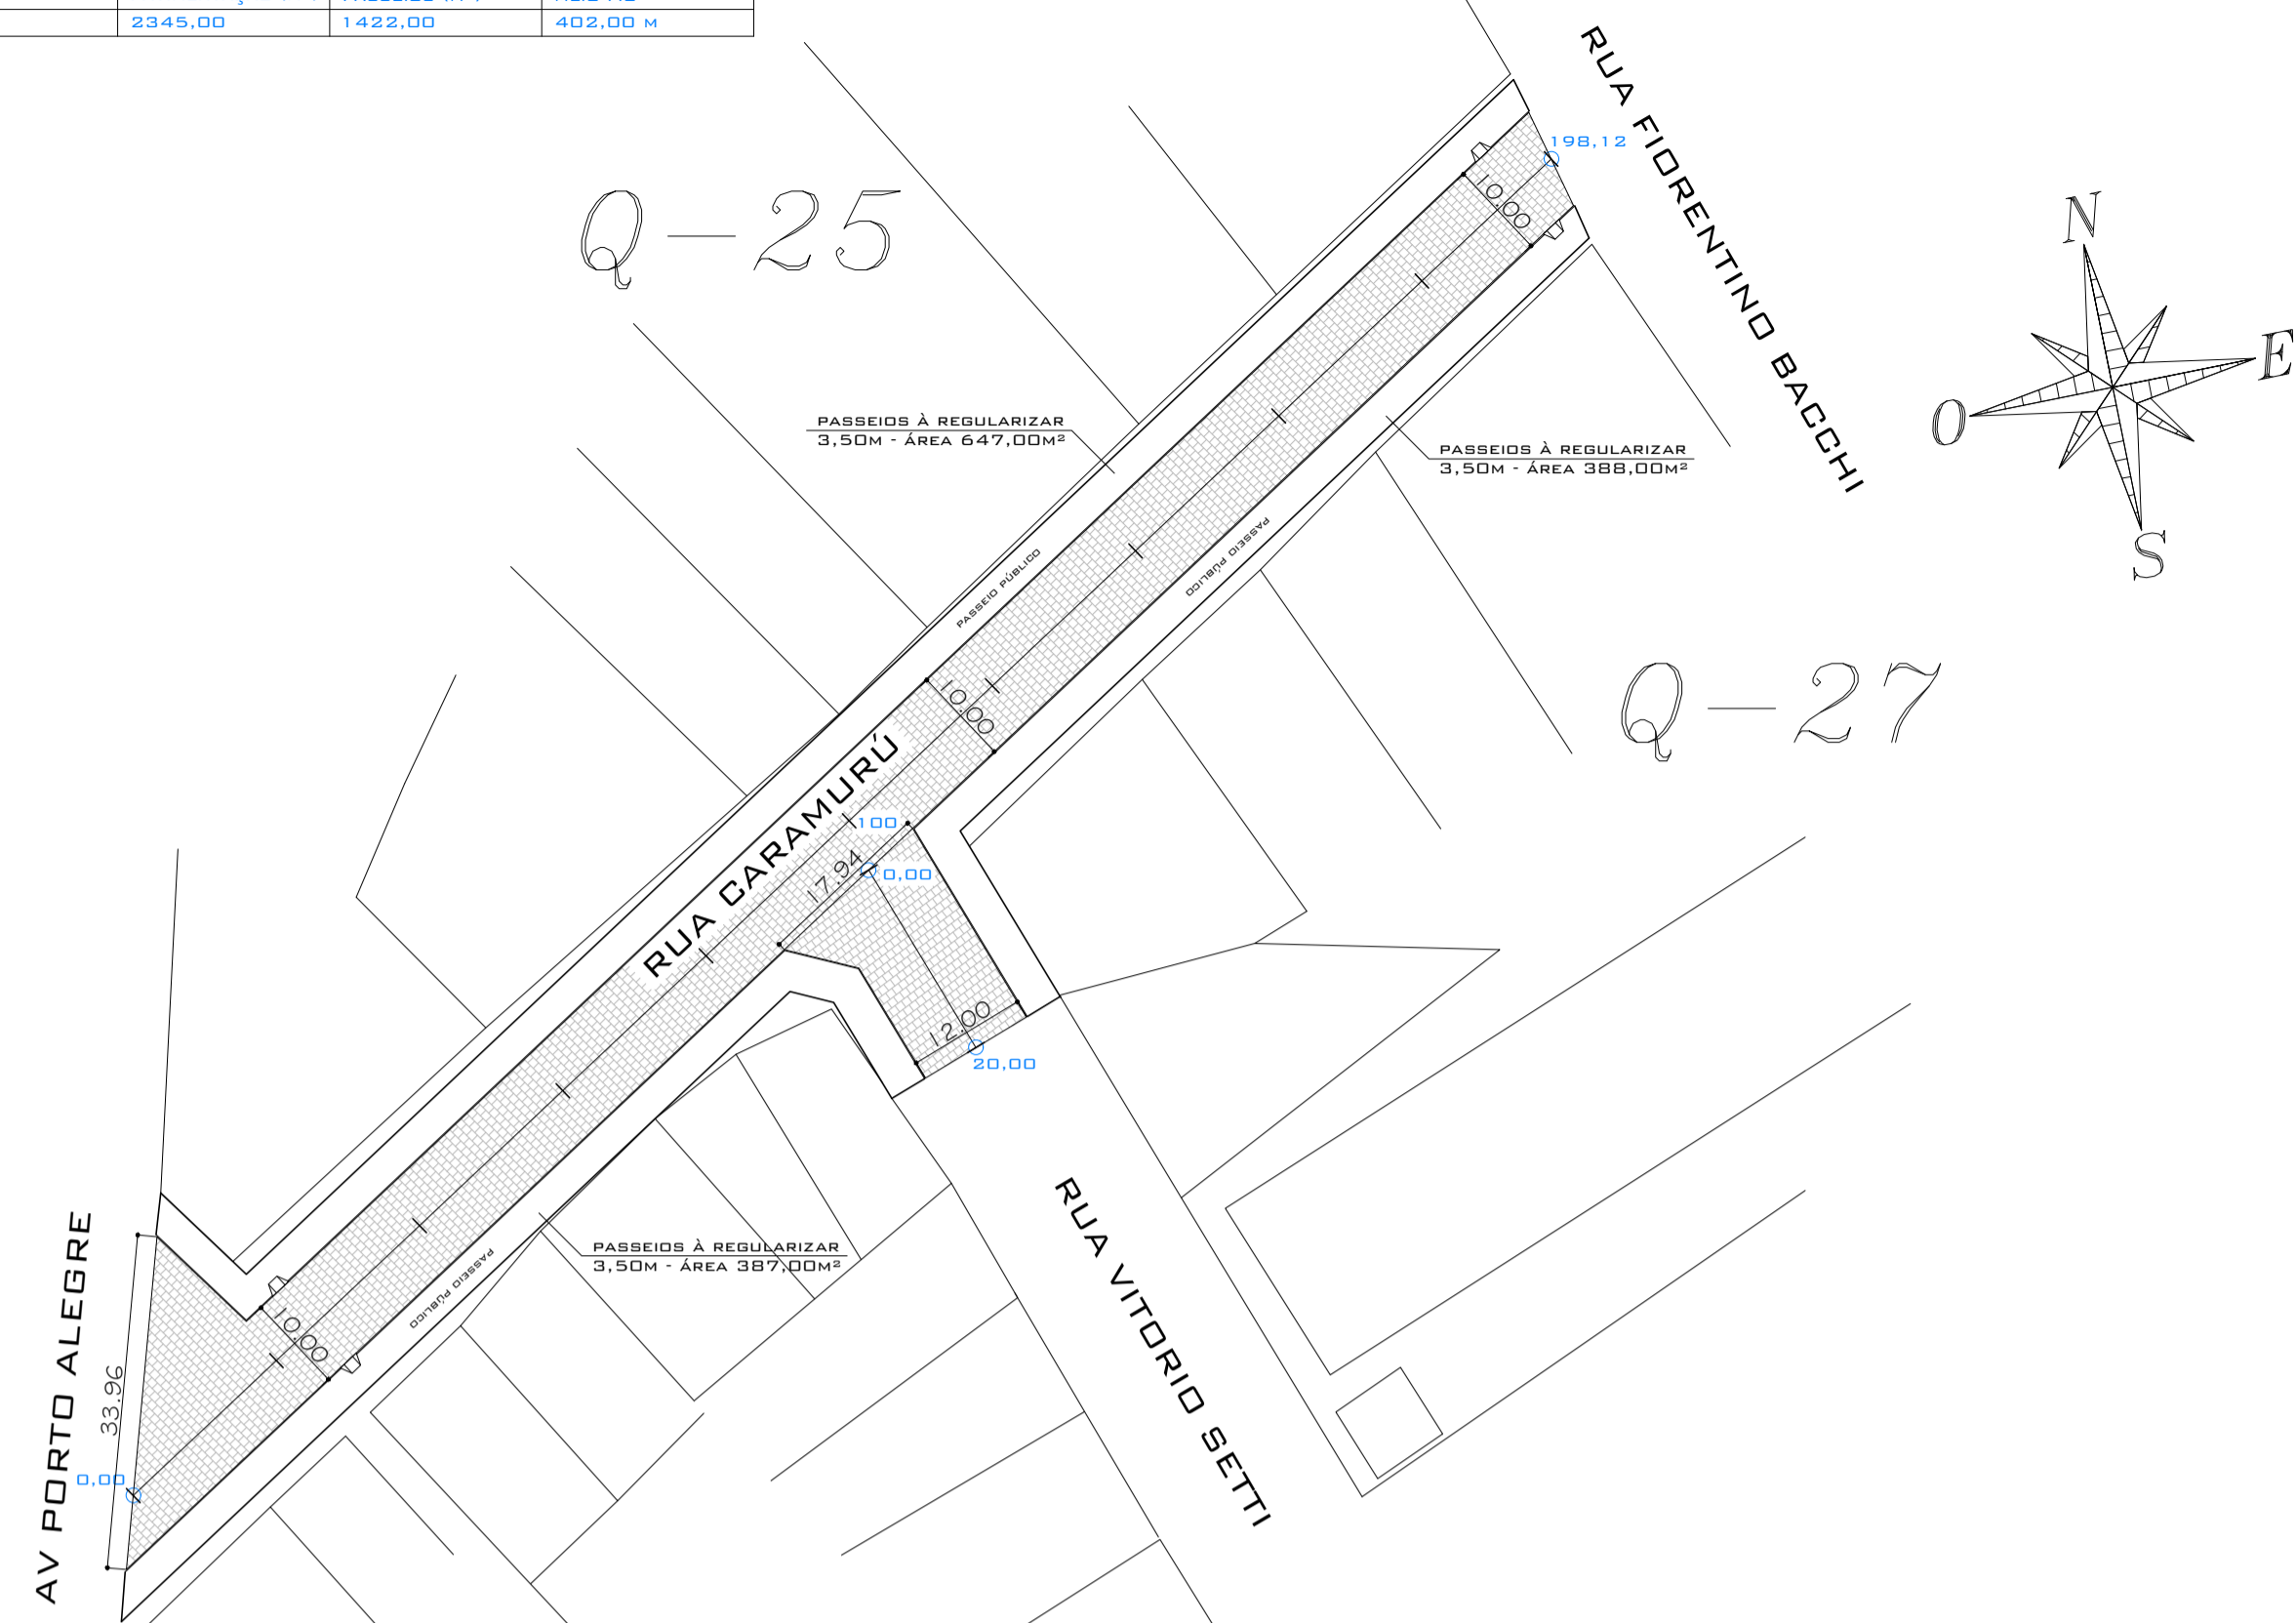 2345,00 1422,00 402,00 M
RUA FIORENTINO BACCHI
198,12
10.00
Q-25
N
E
O
S
PASSEIOS À REGULARIZAR
3,50M - ÁREA 647,00M²
PASSEIOS À REGULARIZAR
3,50M - ÁREA 388,00M²
PASSEIO PÚBLICO
PASSEIO PÚBLICO
Q-27
10.00
RUA CARAMURÚ
100
17.94
0,00
12.00
20,00
RUA VITORIO SETTI
PASSEIOS À REGULARIZAR
3,50M - ÁREA 387,00M²
PASSEIO PÚBLICO
10.00
AV PORTO ALEGRE
33.96
0,00